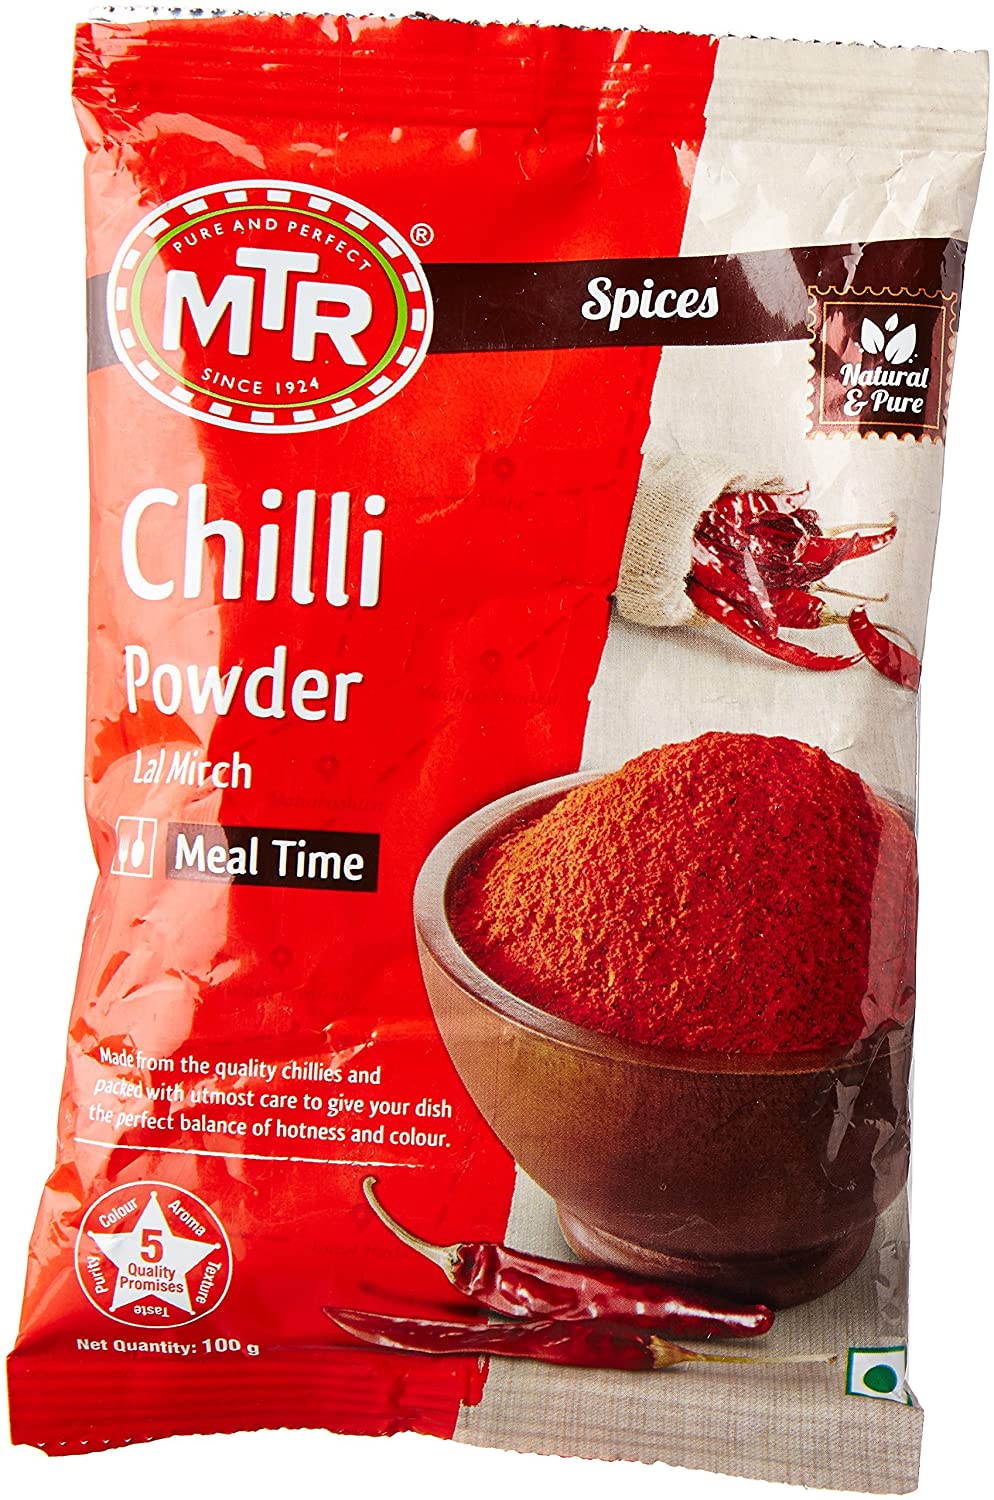 PURE AND PERFECT
MTR
®
SINCE 1924
Spices
Natural
& Pure
Chilli
Powder
Lal Mirch
Meal Time
Made from the quality chillies and
packed with utmost care to give your dish
the perfect balance of hotness and colour.
Colour
Aroma
Texture
Taste
Purity
5
Quality
Promises
Net Quantity: 100 g